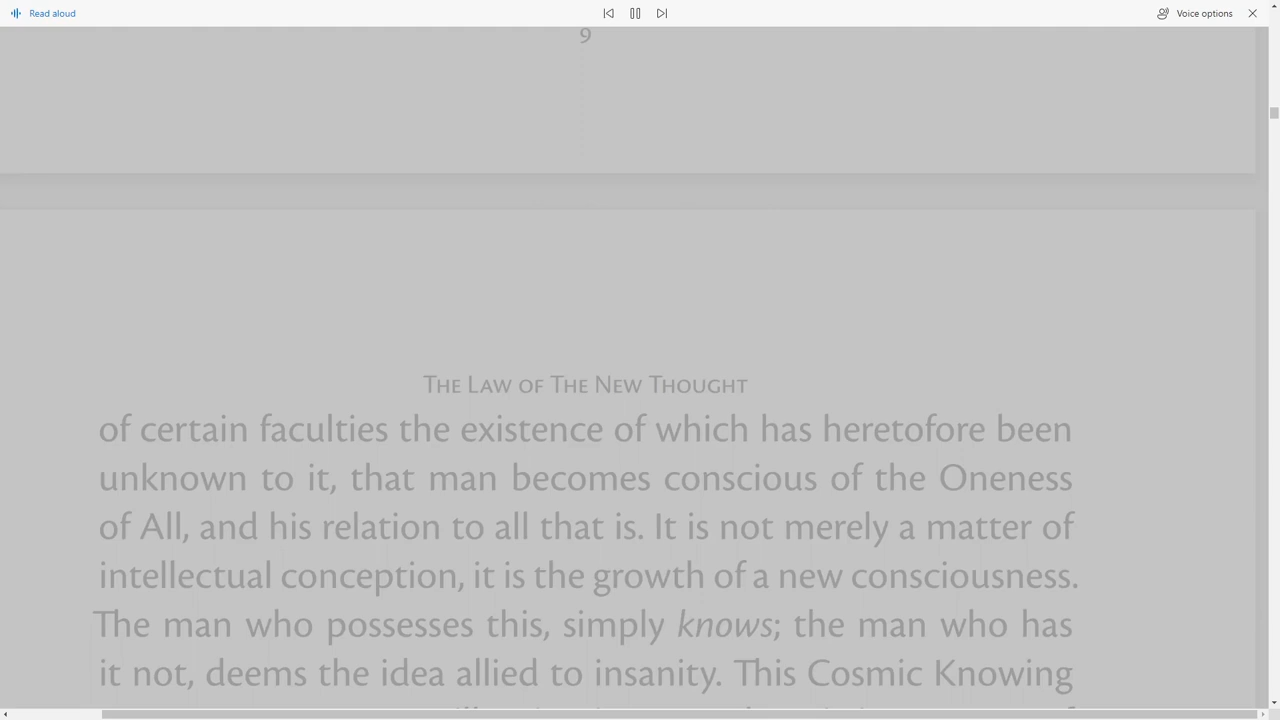 Read aloud
Voice options
9
The Law of The New Thought
of certain faculties the existence of which has heretofore been
unknown to it, that man becomes conscious of the Oneness
of All, and his relation to all that is. It is not merely a matter of
intellectual conception, it is the growth of a new consciousness.
The man who possesses this, simply knows; the man who has
it not, deems the idea allied to insanity. This Cosmic Knowing